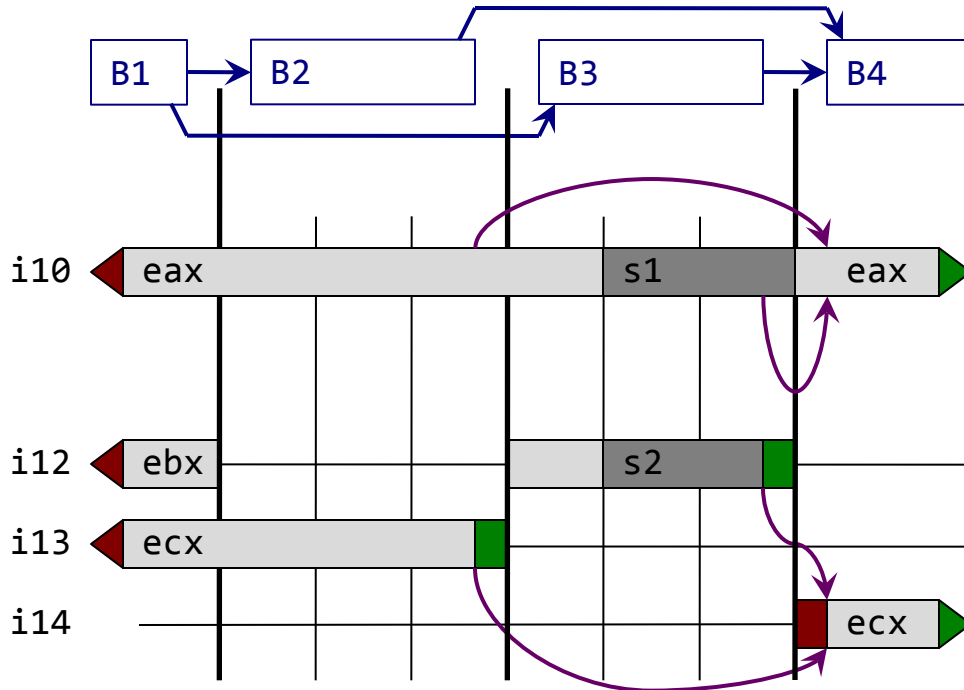 B1 B2 B3 B4
i10 eax s1 eax
i12 ebx s2
i13 ecx
i14 ecx